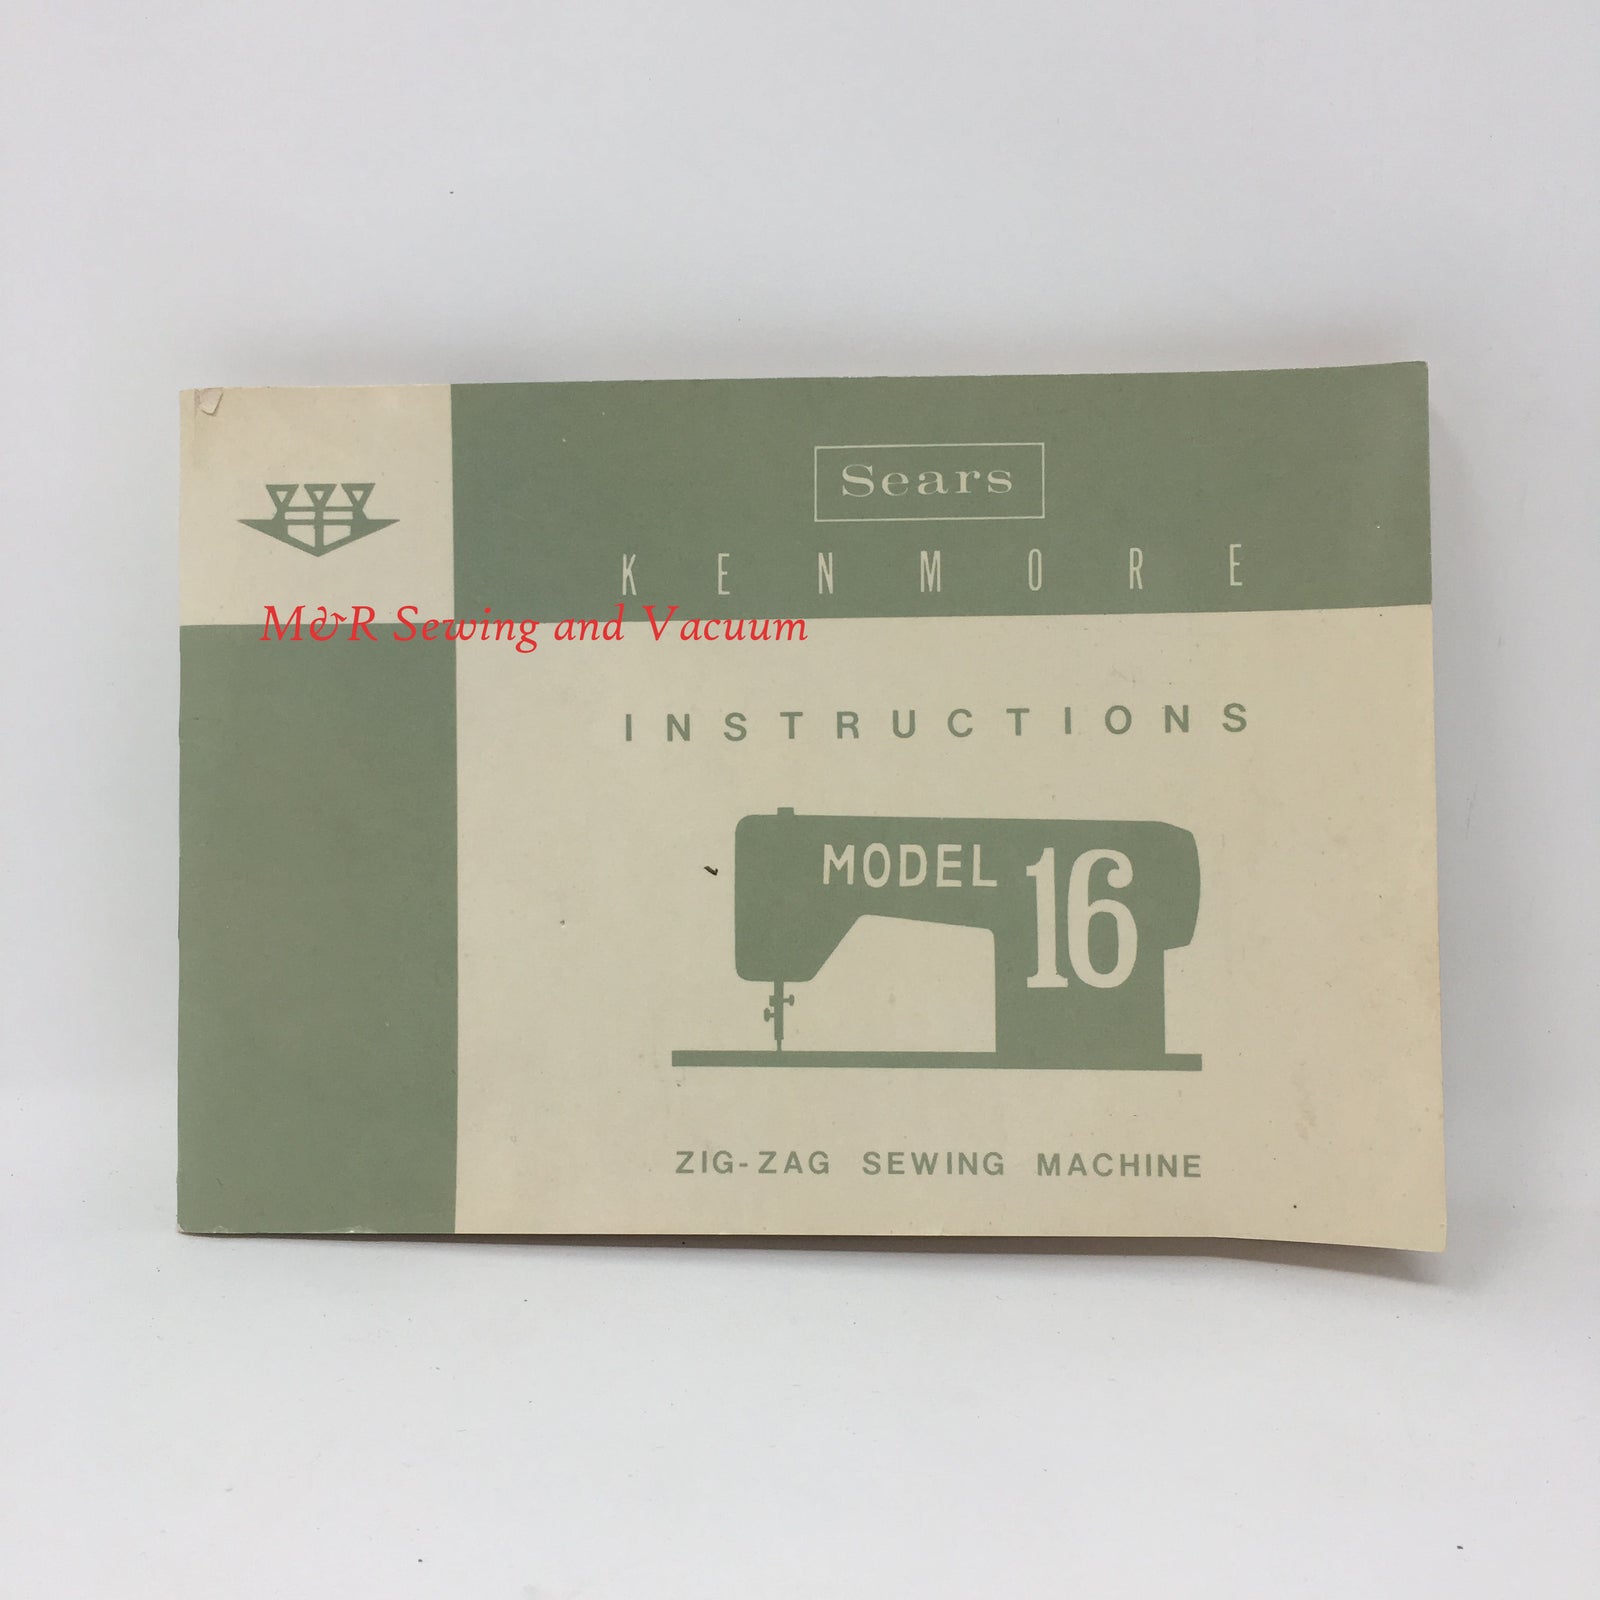 Sears
KENMORE
M&R Sewing and Vacuum
INSTRUCTIONS
MODEL 16
ZIG-ZAG SEWING MACHINE